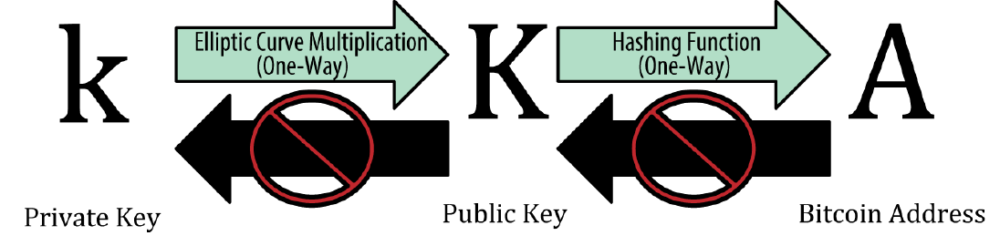 k
Elliptic Curve Multiplication
(One-Way)
K
Hashing Function
(One-Way)
A
Private Key
Public Key
Bitcoin Address